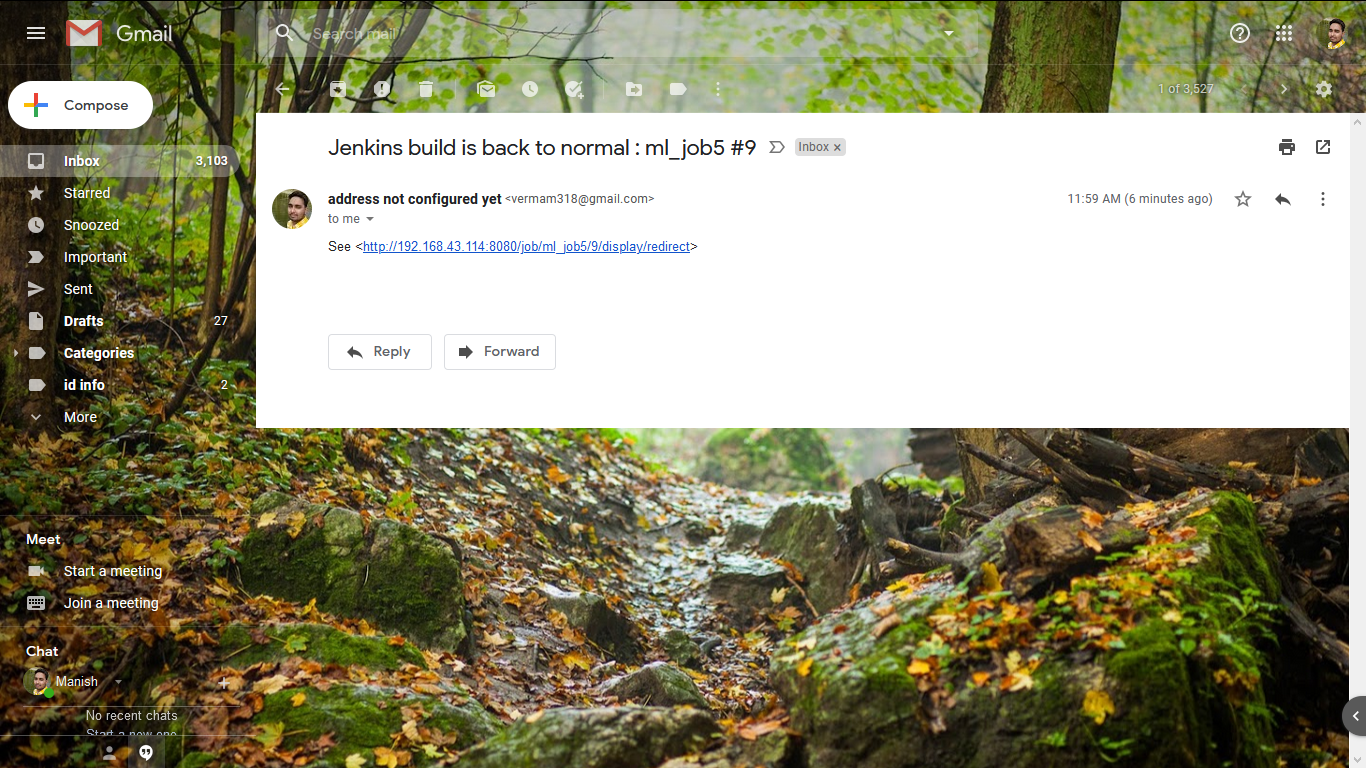 Gmail
Search mail
Compose
1 of 3,527
Inbox 3,103
Starred
Snoozed
Important
Sent
Drafts 27
Categories
id info 2
More
Jenkins build is back to normal : ml_job5 #9 Inbox x
address not configured yet <vermam318@gmail.com> 11:59 AM (6 minutes ago)
to me
See <http://192.168.43.114:8080/job/ml_job5/9/display/redirect>
Reply Forward
Meet
Start a meeting
Join a meeting
Chat
Manish
No recent chats
Start a new one